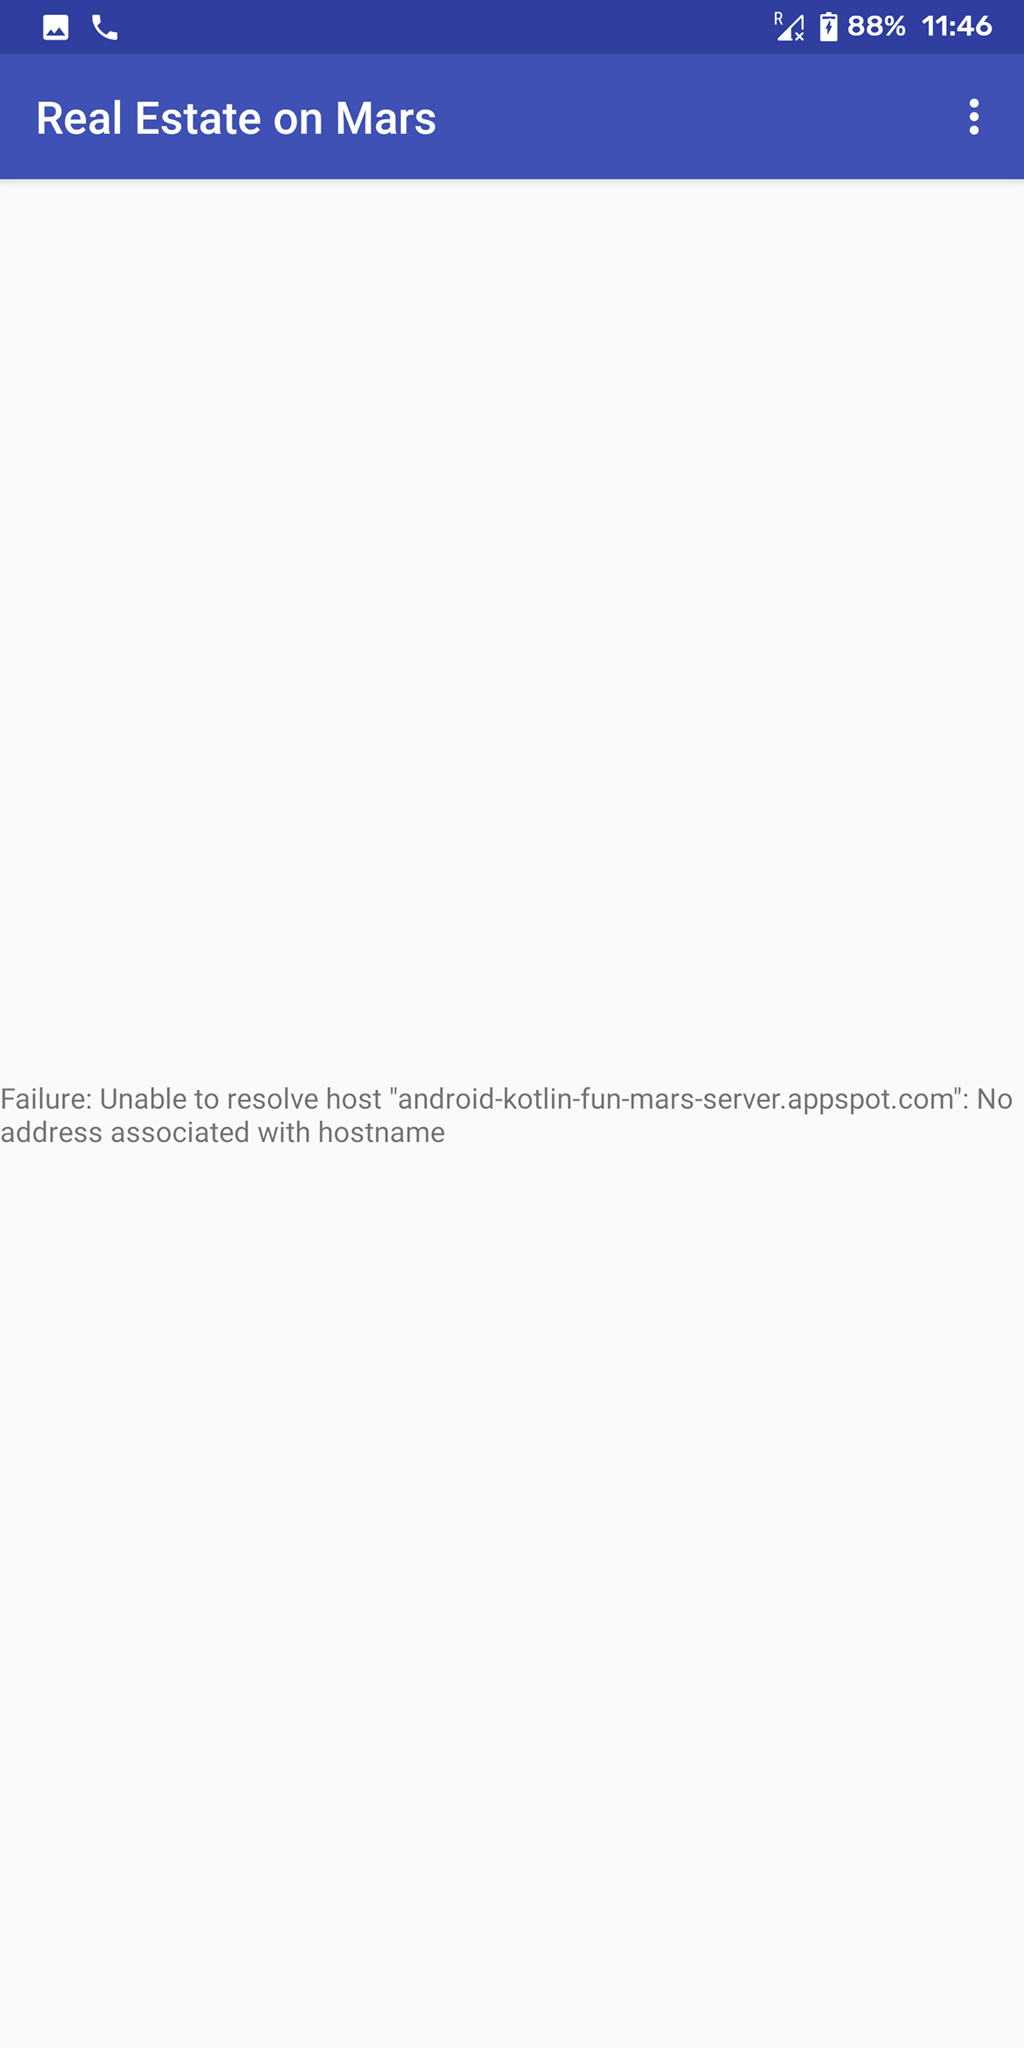 R 88% 11:46
Real Estate on Mars
Failure: Unable to resolve host "android-kotlin-fun-mars-server.appspot.com": No
address associated with hostname